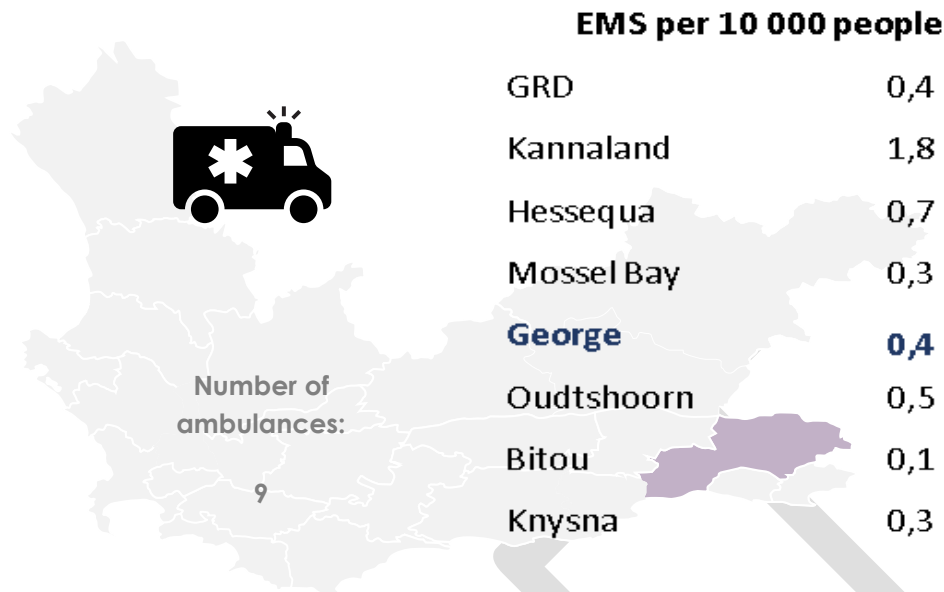 EMS per 10 000 people
GRD 0,4
Kannaland 1,8
Hessequa 0,7
Mossel Bay 0,3
George 0,4
Oudtshoorn 0,5
Bitou 0,1
Knysna 0,3
Number of
ambulances:
9